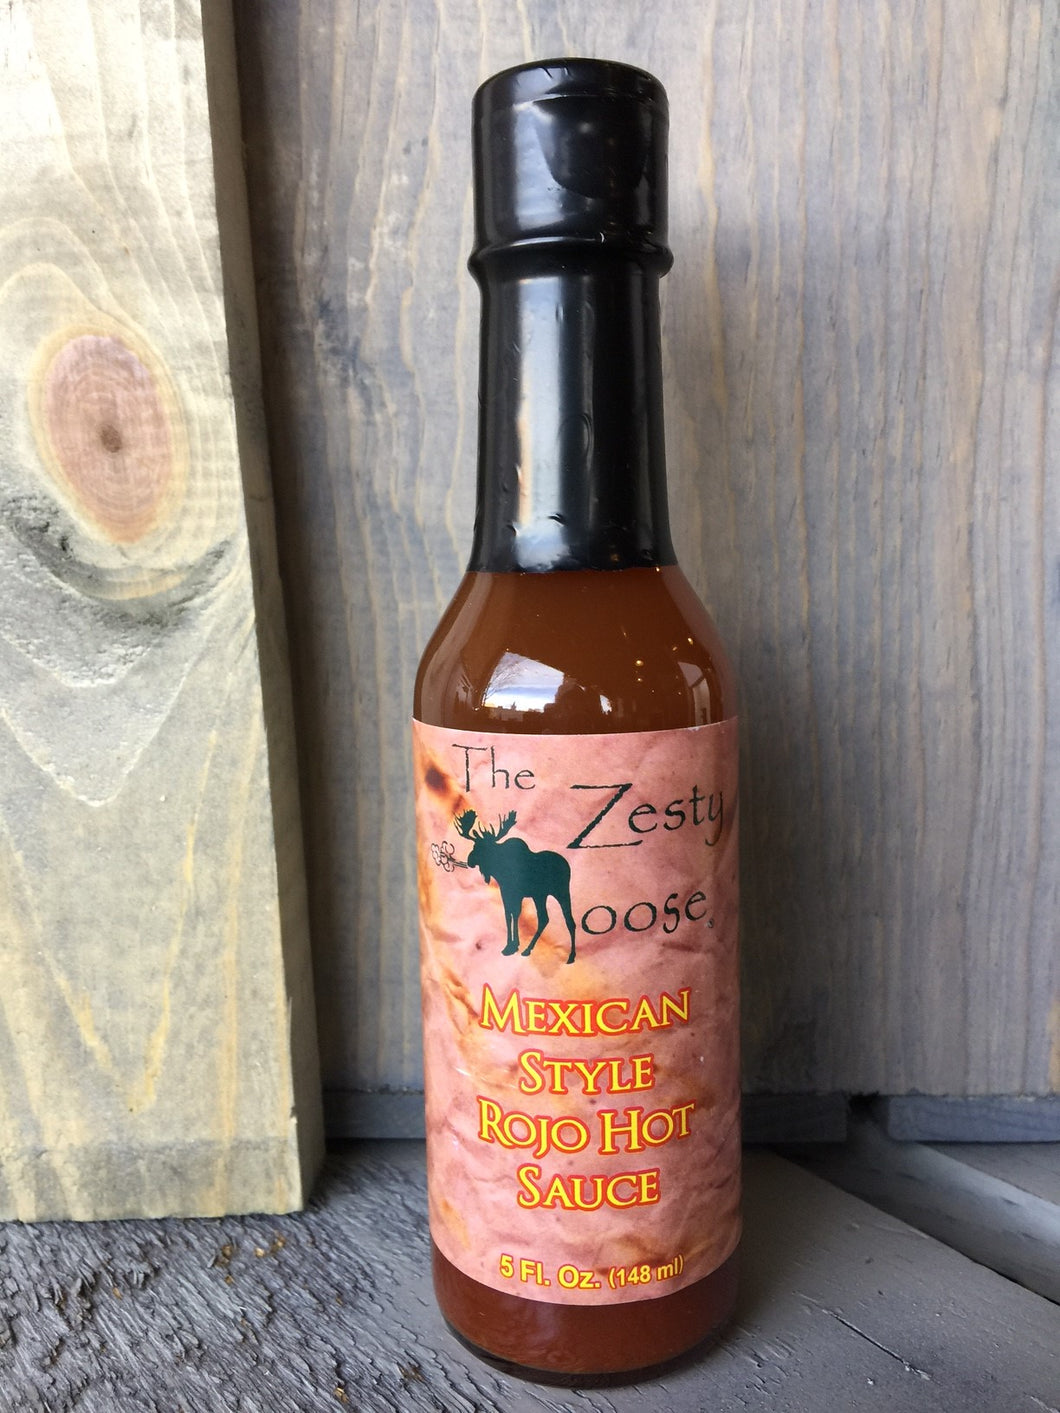 The Zesty
Moose
MEXICAN
STYLE
ROJO HOT
SAUCE
5 Fl. Oz. (148 ml)